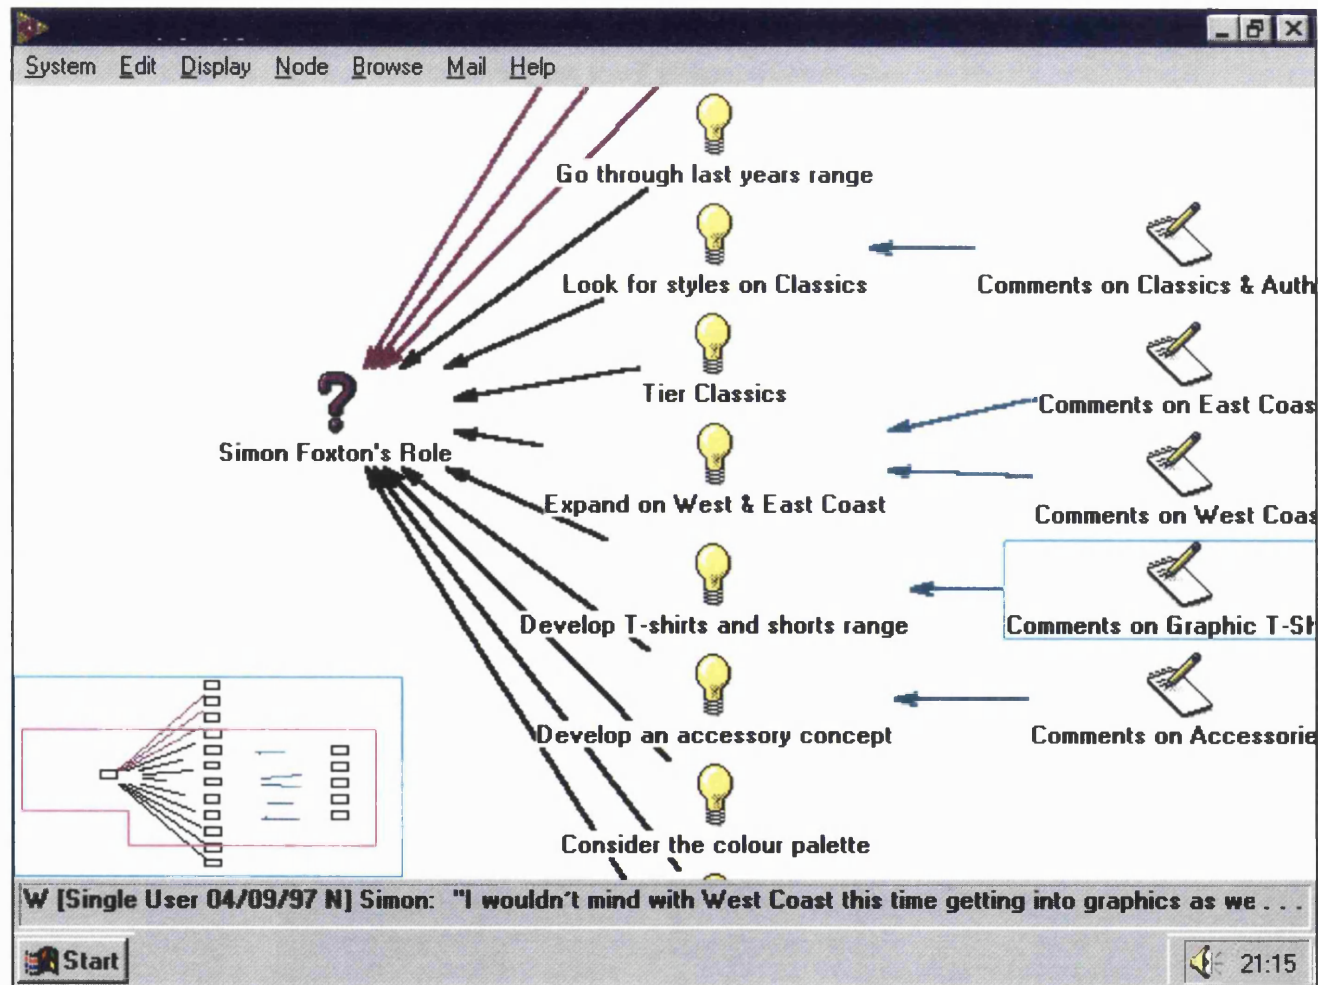 System Edit Display Node Browse Mail Help
Go through last years range
Look for styles on Classics
Comments on Classics & Auth
Tier Classics
Comments on East Coas
Simon Foxton's Role
Expand on West & East Coast
Comments on West Coas
Develop T-shirts and shorts range
Comments on Graphic T-Sh
Develop an accessory concept
Comments on Accessorie
Consider the colour palette
W [Single User 04/09/97 N] Simon: "I wouldn't mind with West Coast this time getting into graphics as we . . .
Start
21:15